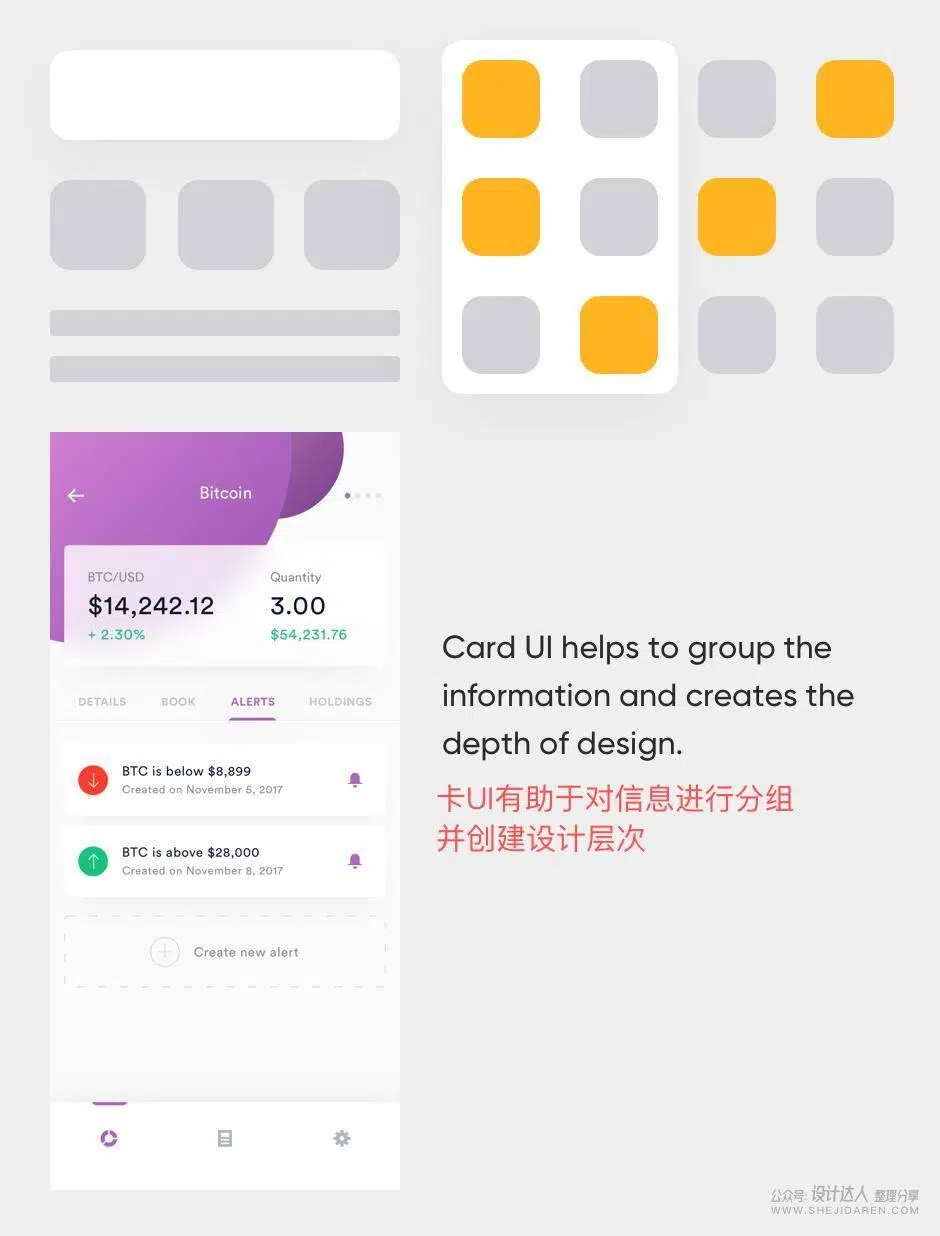 Bitcoin
BTC/USD
Quantity
$14,242.12
3.00
+ 2.30%
$54,231.76
DETAILS
BOOK
ALERTS
HOLDINGS
BTC is below $8,899
Created on November 5, 2017
BTC is above $28,000
Created on November 8, 2017
Create new alert
Card UI helps to group the
information and creates the
depth of design.
卡UI有助于对信息进行分组
并创建设计层次
公众号: 设计达人 整理分享
WWW.SHEJIDAREN.COM